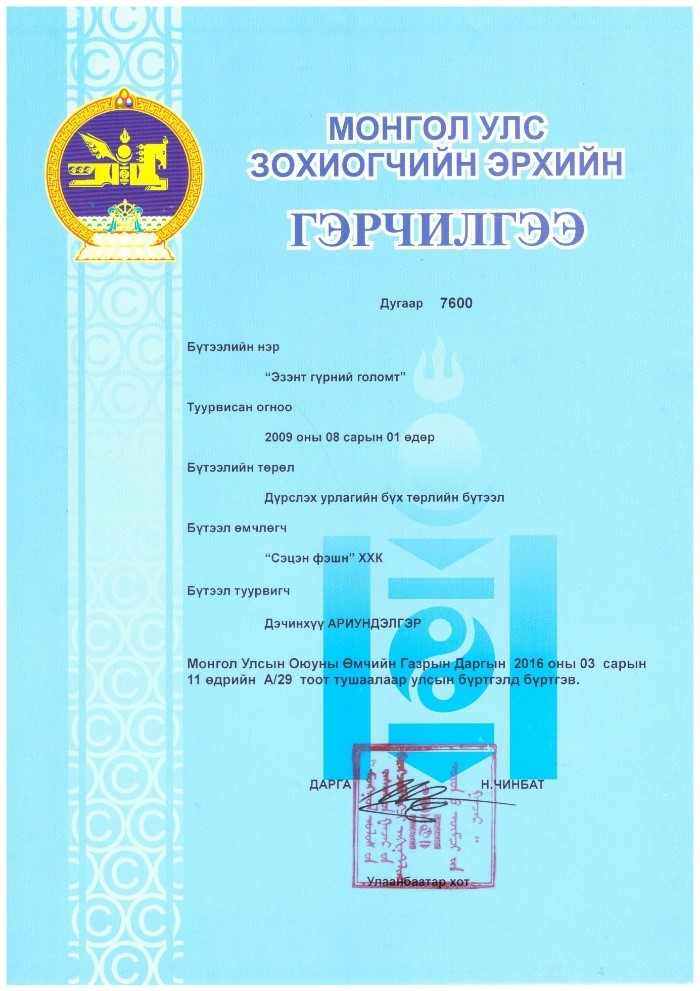 МОНГОЛ УЛС
ЗОХИОГЧИЙН ЭРХИЙН
ГЭРЧИЛГЭЭ
Дугаар 7600
Бүтээлийн нэр
“Эзэнт гүрний голомт”
Туурвисан огноо
2009 оны 08 сарын 01 өдөр
Бүтээлийн төрөл
Дүрслэх урлагийн бүх төрлийн бүтээл
Бүтээл өмчлөгч
“Сэцэн фэшн” ХХК
Бүтээл туурвигч
Дэчинхүү АРИУНДЭЛГЭР
Монгол Улсын Оюуны Өмчийн Газрын Даргын 2016 оны 03 сарын
11 өдрийн А/29 тоот тушаалаар улсын бүртгэлд бүртгэв.
ДАРГА Н.ЧИНБАТ
Улаанбаатар хот